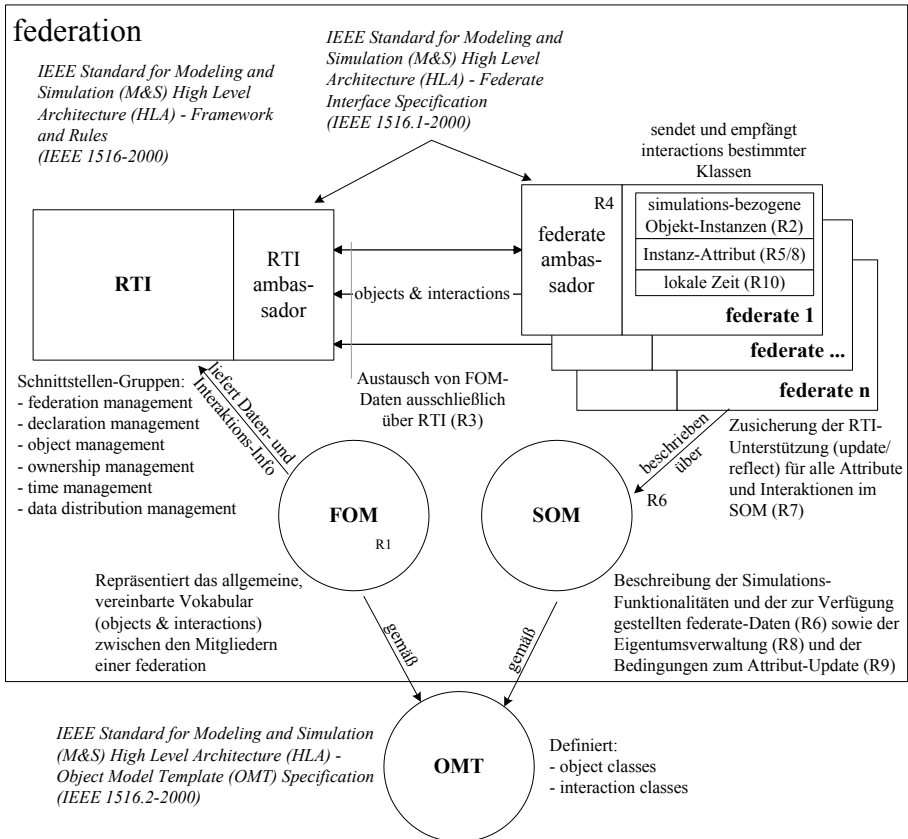 federation
IEEE Standard for Modeling and
Simulation (M&S) High Level
Architecture (HLA) - Framework
and Rules
(IEEE 1516-2000)
IEEE Standard for Modeling and
Simulation (M&S) High Level
Architecture (HLA) - Federate
Interface Specification
(IEEE 1516.1-2000)
sendet und empfängt
interactions bestimmter
Klassen
RTI
RTI
ambas-
sador
objects & interactions
R4
federate
ambas-
sador
simulations-bezogene
Objekt-Instanzen (R2)
Instanz-Attribut (R5/8)
lokale Zeit (R10)
federate 1
federate ...
federate n
Schnittstellen-Gruppen:
- federation management
- declaration management
- object management
- ownership management
- time management
- data distribution management
liefert Daten- und
Interaktions-Info
Austausch von FOM-
Daten ausschließlich
über RTI (R3)
beschrieben
über
R6
Zusicherung der RTI-
Unterstützung (update/
reflect) für alle Attribute
und Interaktionen im
SOM (R7)
FOM
R1
SOM
Repräsentiert das allgemeine,
vereinbarte Vokabular
(objects & interactions)
zwischen den Mitgliedern
einer federation
gemäß
gemäß
Beschreibung der Simulations-
Funktionalitäten und der zur Verfügung
gestellten federate-Daten (R6) sowie der
Eigentumsverwaltung (R8) und der
Bedingungen zum Attribut-Update (R9)
IEEE Standard for Modeling and Simulation
(M&S) High Level Architecture (HLA) -
Object Model Template (OMT) Specification
(IEEE 1516.2-2000)
OMT
Definiert:
- object classes
- interaction classes